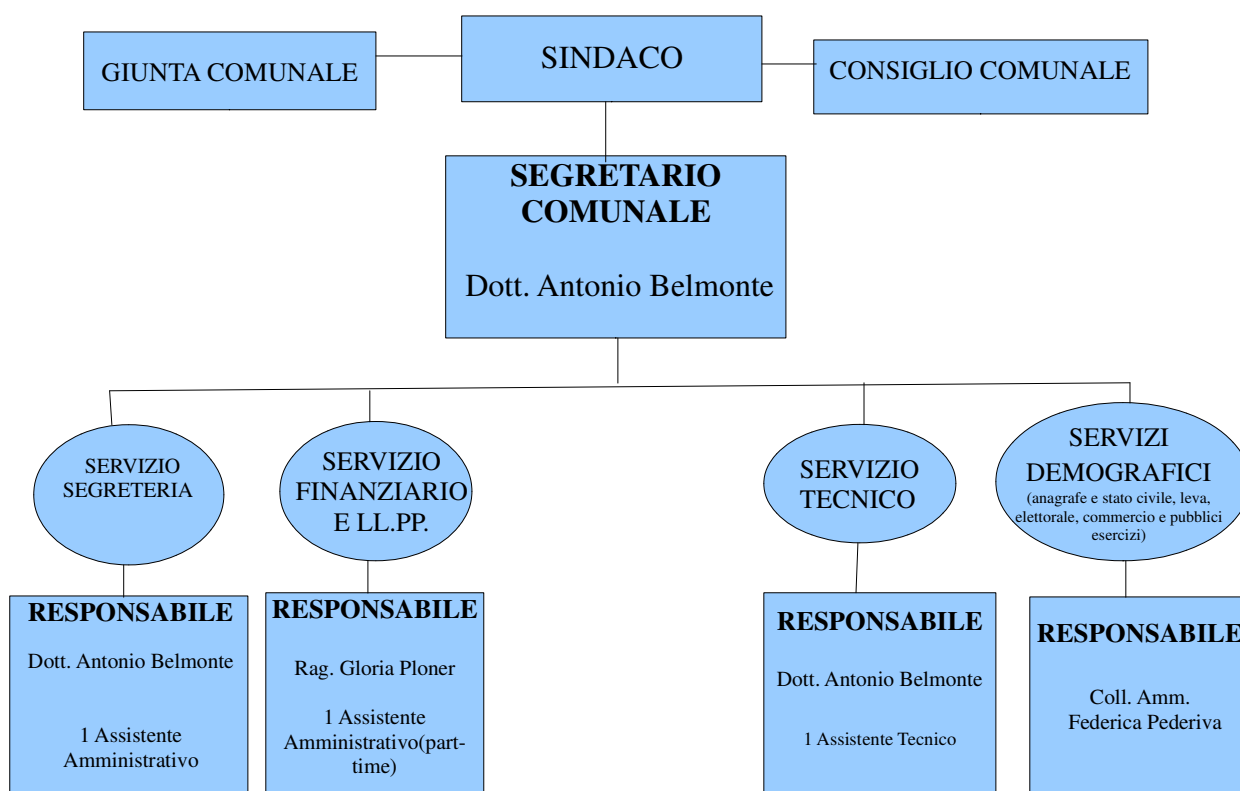 GIUNTA COMUNALE
SINDACO
CONSIGLIO COMUNALE
SEGRETARIO
COMUNALE
Dott. Antonio Belmonte
SERVIZIO
SEGRETERIA
SERVIZIO
FINANZIARIO
E LL.PP.
SERVIZIO
TECNICO
SERVIZI
DEMOGRAFICI
(anagrafe e stato civile, leva,
elettorale, commercio e pubblici
esercizi)
RESPONSABILE
Dott. Antonio Belmonte
1 Assistente
Amministrativo
RESPONSABILE
Rag. Gloria Ploner
1 Assistente
Amministrativo(part-
time)
RESPONSABILE
Dott. Antonio Belmonte
1 Assistente Tecnico
RESPONSABILE
Coll. Amm.
Federica Pederiva